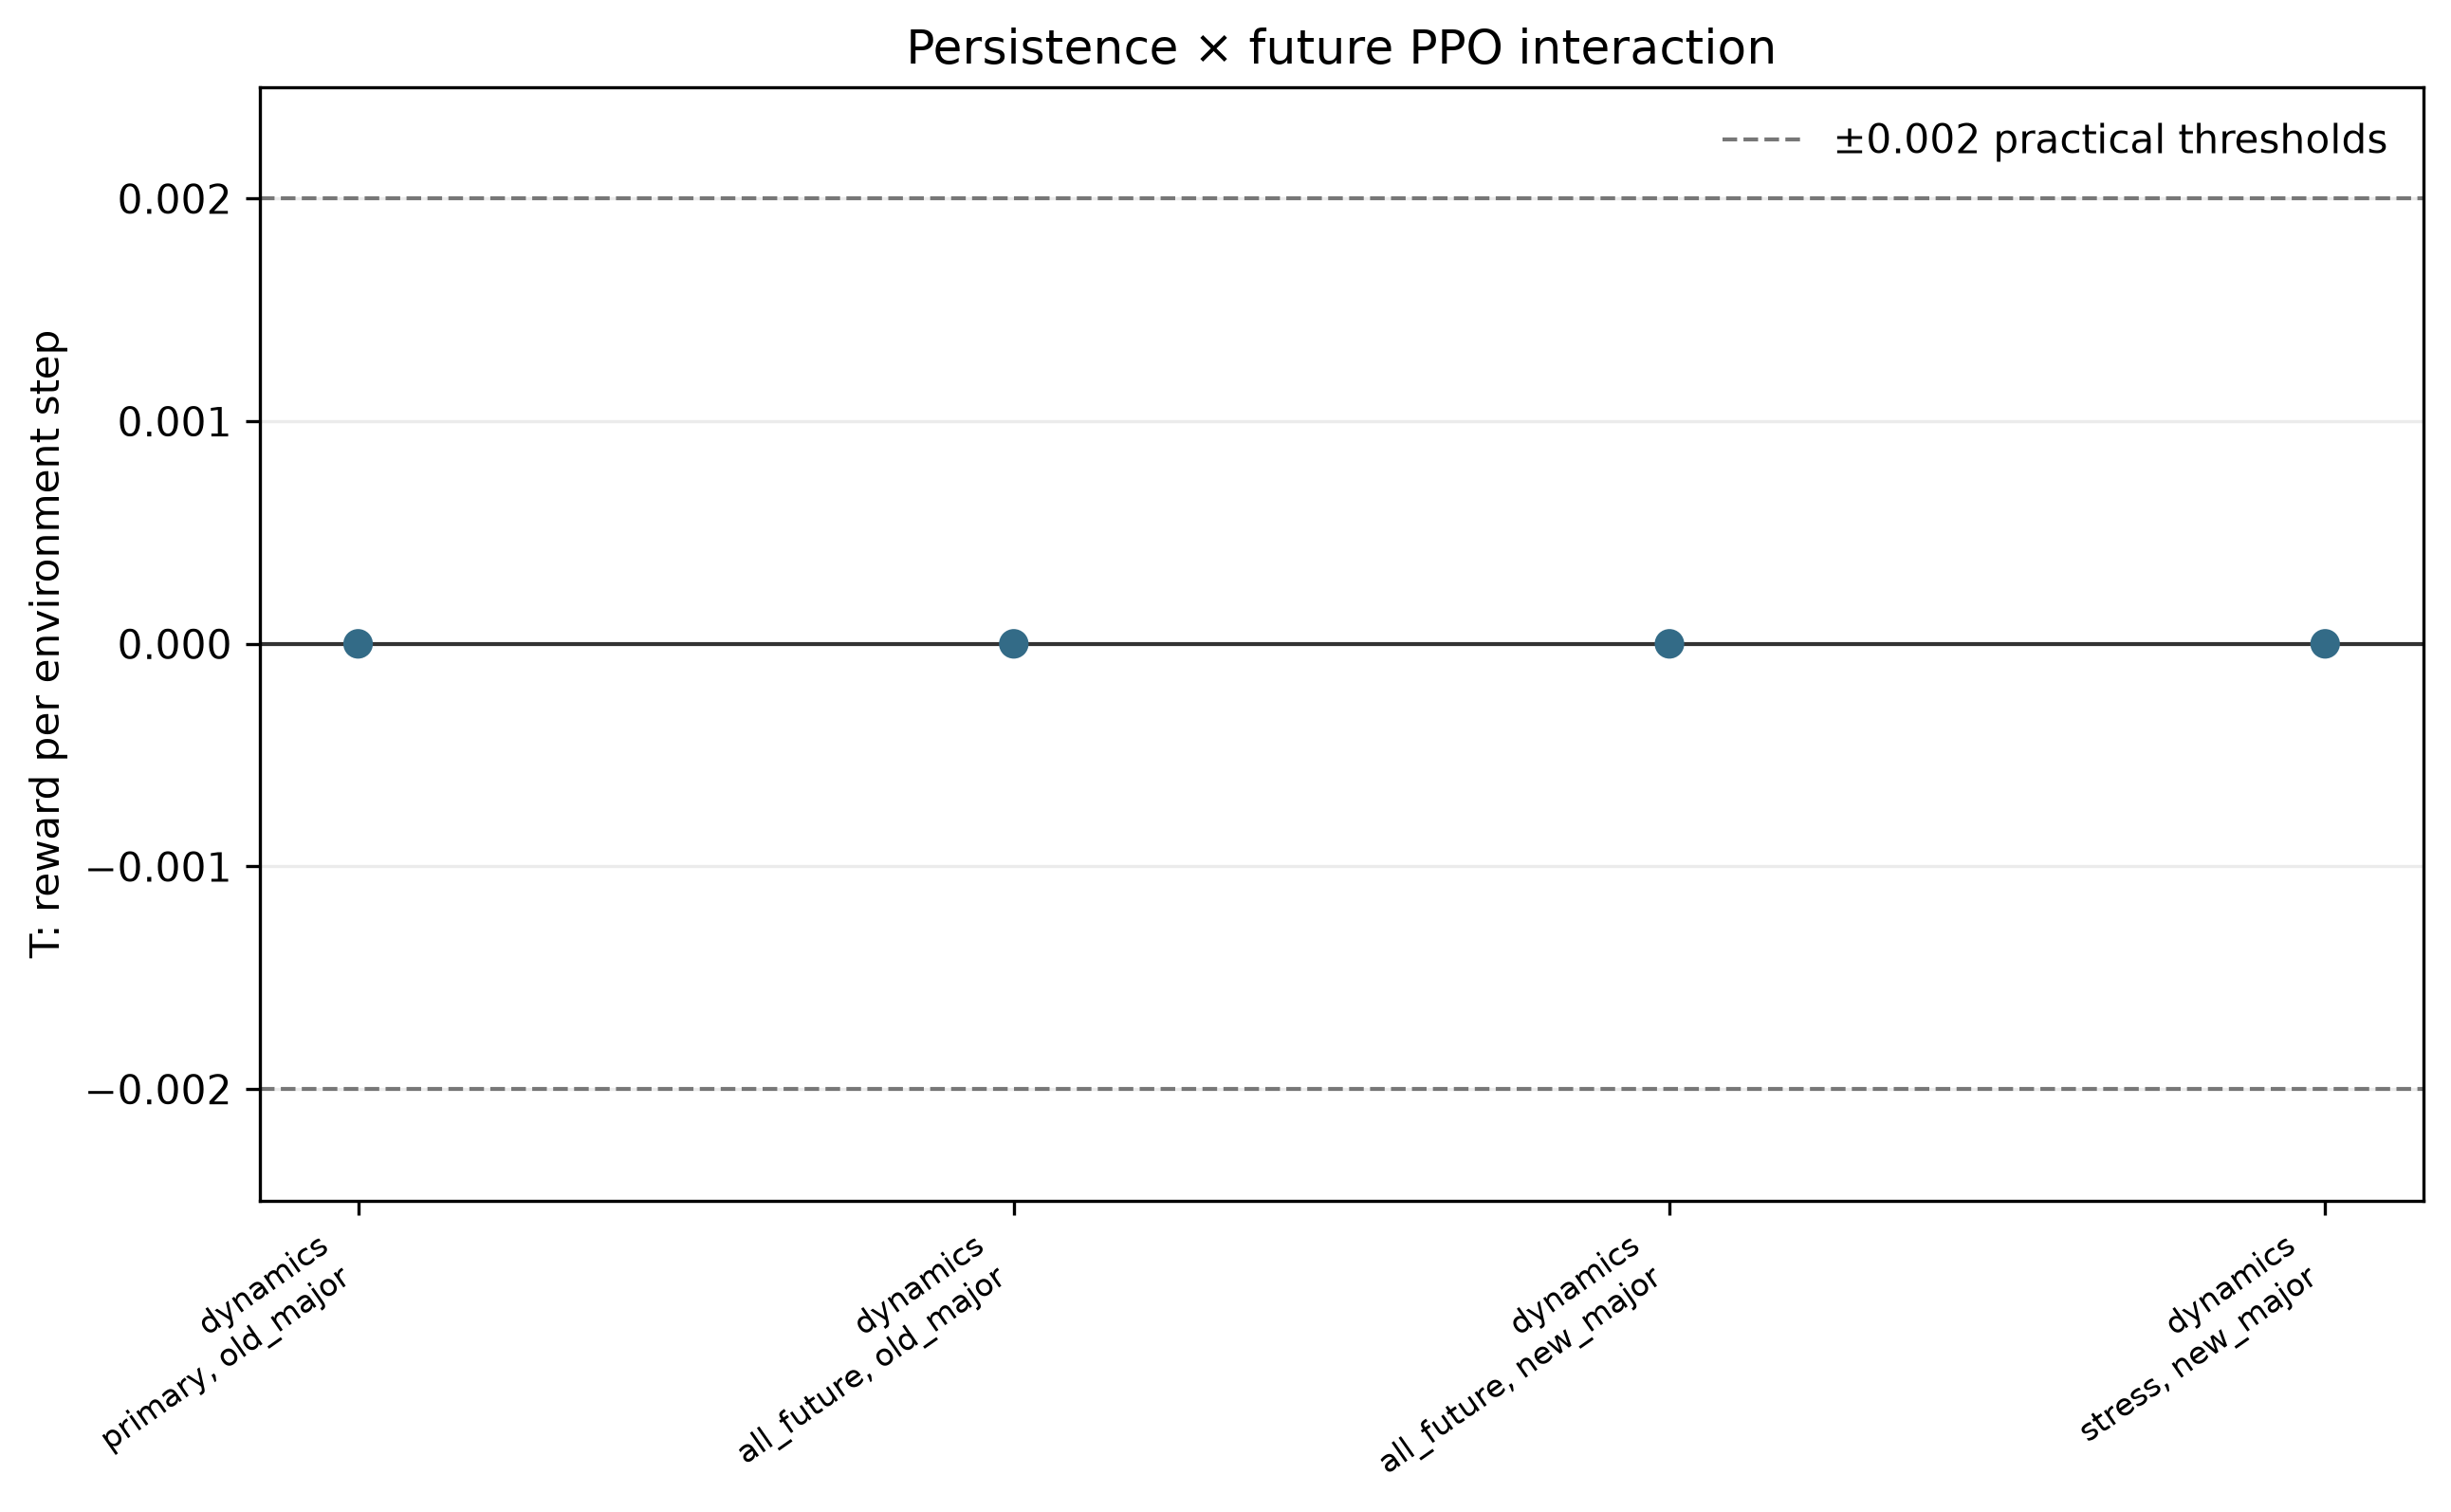 Persistence × future PPO interaction
±0.002 practical thresholds
T: reward per environment step
0.002
0.001
0.000
−0.001
−0.002
dynamics
primary, old_major
dynamics
all_future, old_major
dynamics
all_future, new_major
dynamics
stress, new_major